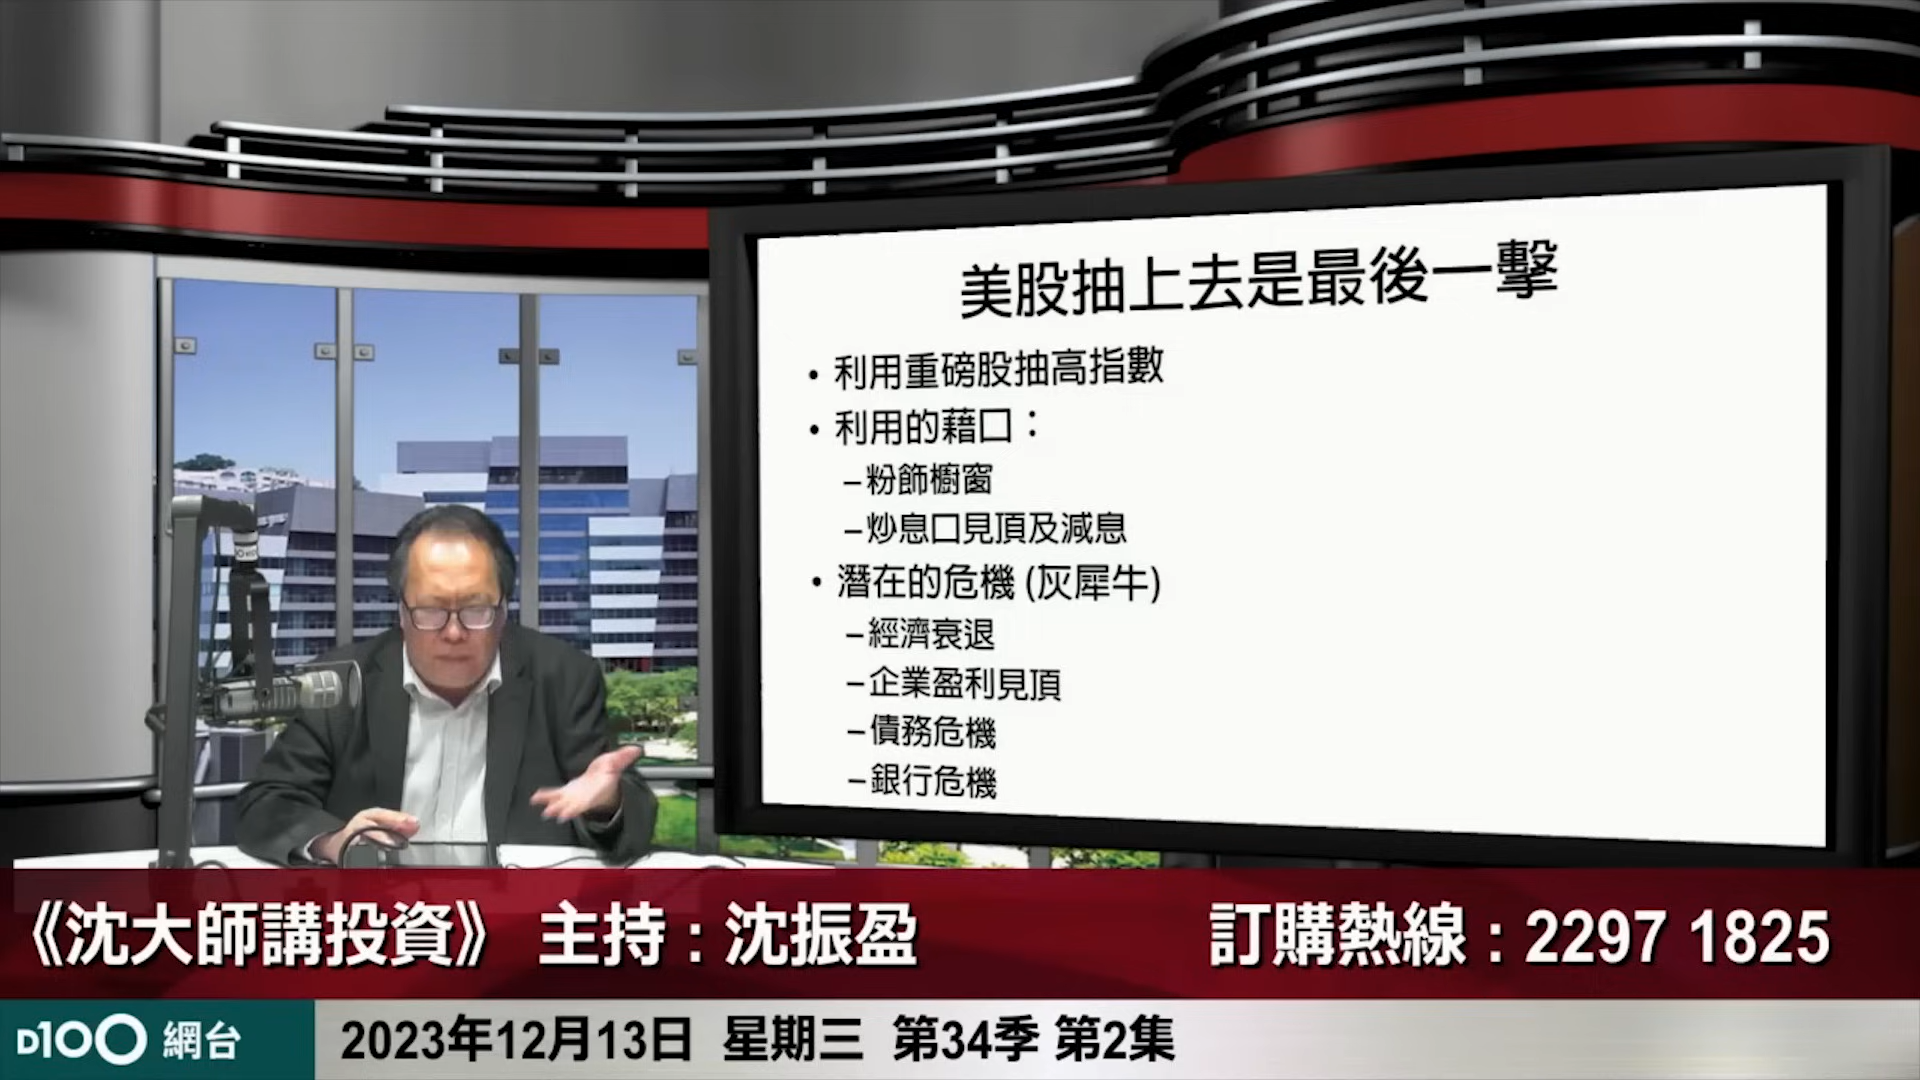 美股抽上去是最後一擊
• 利用重磅股抽高指數
• 利用的藉口：
–粉飾櫥窗
–炒息口見頂及減息
• 潛在的危機 (灰犀牛)
–經濟衰退
–企業盈利見頂
–債務危機
–銀行危機
《沈大師講投資》 主持：沈振盈 訂購熱線：2297 1825
D100 網台 2023年12月13日 星期三 第34季 第2集